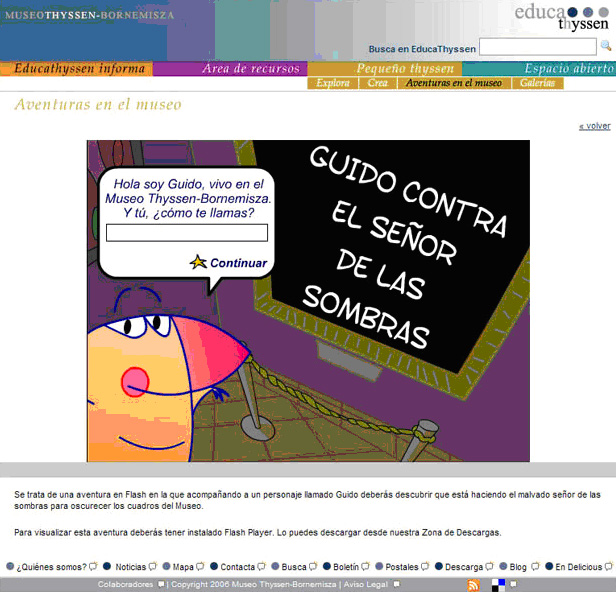 MUSEOTHYSSEN-BORNEMISZA
educa
thyssen
Busca en EducaThyssen
Educathyssen informa
Área de recursos
Pequeño thyssen
Espacio abierto
Explora
Crea
Aventuras en el museo
Galerías
Aventuras en el museo
« volver
Hola soy Guido, vivo en el
Museo Thyssen-Bornemisza.
Y tú, ¿cómo te llamas?
Continuar
GUIDO CONTRA
EL SEÑOR
DE LAS
SOMBRAS
Se trata de una aventura en Flash en la que acompañando a un personaje llamado Guido deberás descubrir que está haciendo el malvado señor de las
sombras para oscurecer los cuadros del Museo.
Para visualizar esta aventura deberás tener instalado Flash Player. Lo puedes descargar desde nuestra Zona de Descargas.
¿Quiénes somos? Noticias Mapa Contacta Busca Boletín Postales Descarga Blog En Delicious
Colaboradores | Copyright 2006 Museo Thyssen-Bornemisza | Aviso Legal